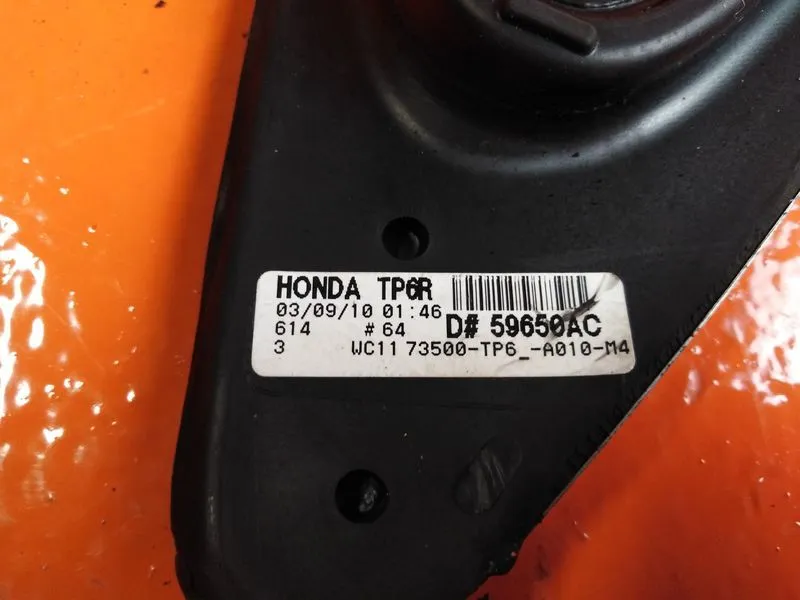 HONDA TP6R
03/09/10 01:46
614 #64 D# 59650AC
3 WC11 73500-TP6_-A010-M4